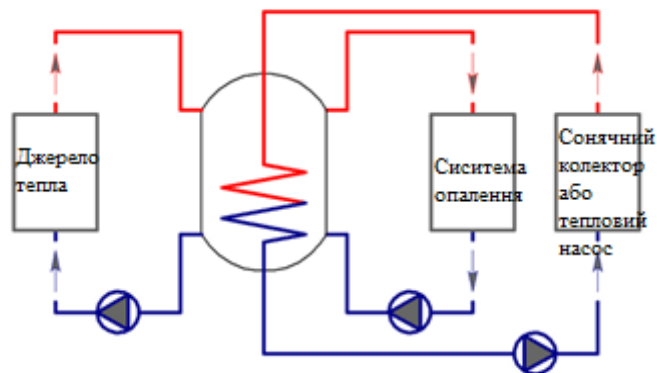 Джерело
тепла
Сиситема
опалення
Сонячний
колектор
або
тепловий
насос